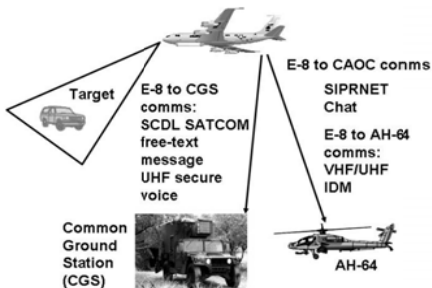 Target
E-8 to CGS
comms:
SCDL SATCOM
free-text
message
UHF secure
voice
E-8 to CAOC conms
SIPRNET
Chat
E-8 to AH-64
comms:
VHF/UHF
IDM
Common
Ground
Station
(CGS)
AH-64